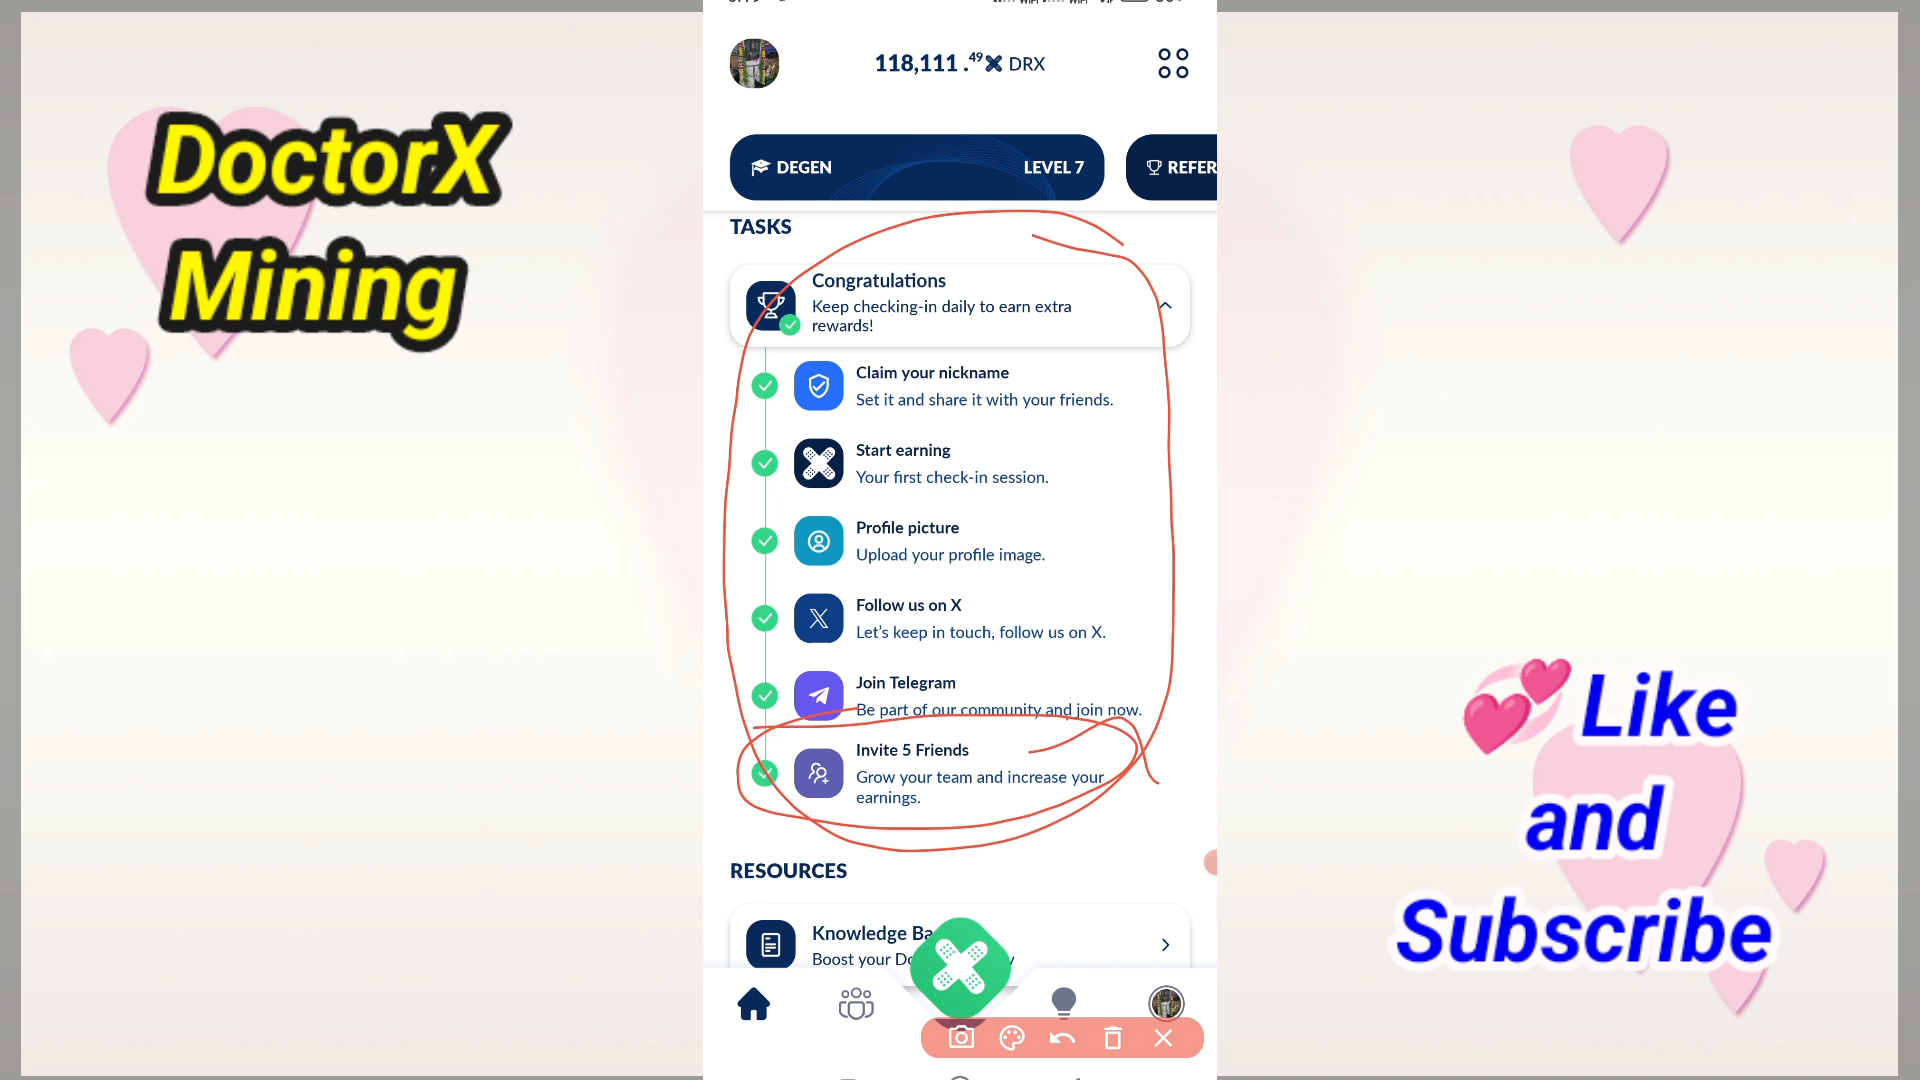 DoctorX
Mining
118,111 .49 DRX
DEGEN
LEVEL 7
REFER
TASKS
Congratulations
Keep checking-in daily to earn extra
rewards!
Claim your nickname
Set it and share it with your friends.
Start earning
Your first check-in session.
Profile picture
Upload your profile image.
Follow us on X
Let's keep in touch, follow us on X.
Join Telegram
Be part of our community and join now.
Invite 5 Friends
Grow your team and increase your
earnings.
RESOURCES
Knowledge Ba
Boost your Do
Like
and
Subscribe